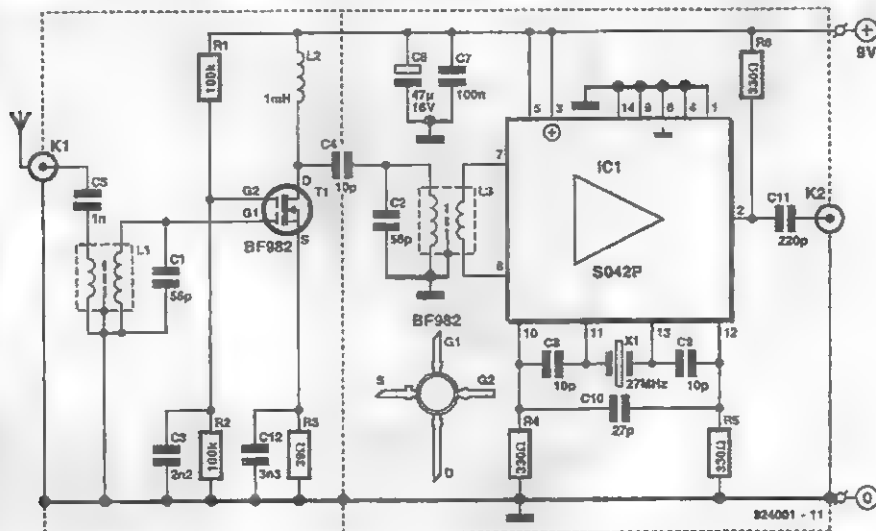 R1
100k
L2
1mH
C6
47µ
16V
C7
100n
5
3
14
9
6
4
1
R6
330Ω
+
9V
K1
C5
1n
L1
C1
56p
G2
G1
D
S
T1
BF982
C4
10p
C2
56p
L3
7
8
IC1
S042P
2
C11
220p
K2
10
11
13
12
C8
10p
X1
27MHz
C9
10p
C10
27p
BF982
G1
S
G2
D
C3
2n2
R2
100k
C12
3n3
R3
39Ω
R4
330Ω
R5
330Ω
0
924001 - 11